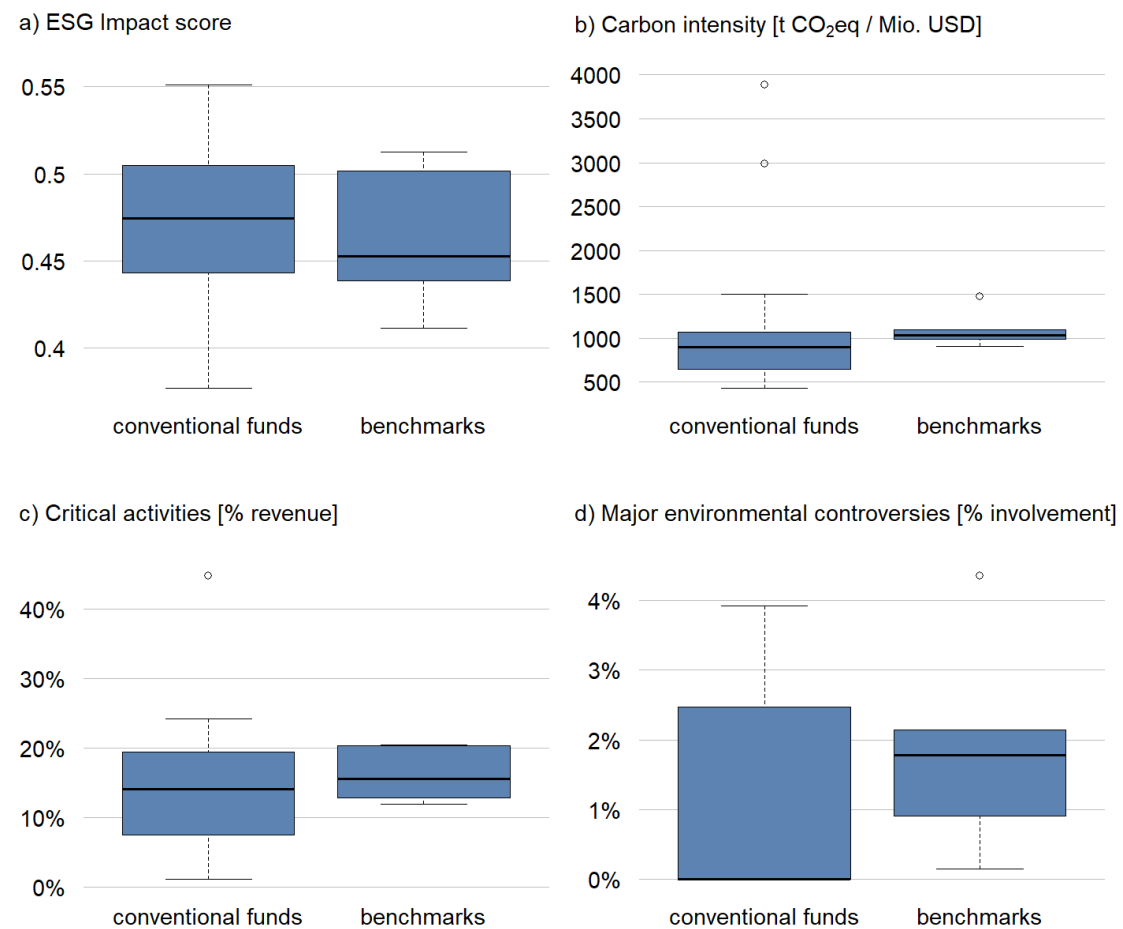 a) ESG Impact score
0.55
0.5
0.45
0.4
conventional funds
benchmarks
b) Carbon intensity [t CO₂eq / Mio. USD]
4000
3500
3000
2500
2000
1500
1000
500
conventional funds
benchmarks
c) Critical activities [% revenue]
40%
30%
20%
10%
0%
conventional funds
benchmarks
d) Major environmental controversies [% involvement]
4%
3%
2%
1%
0%
conventional funds
benchmarks